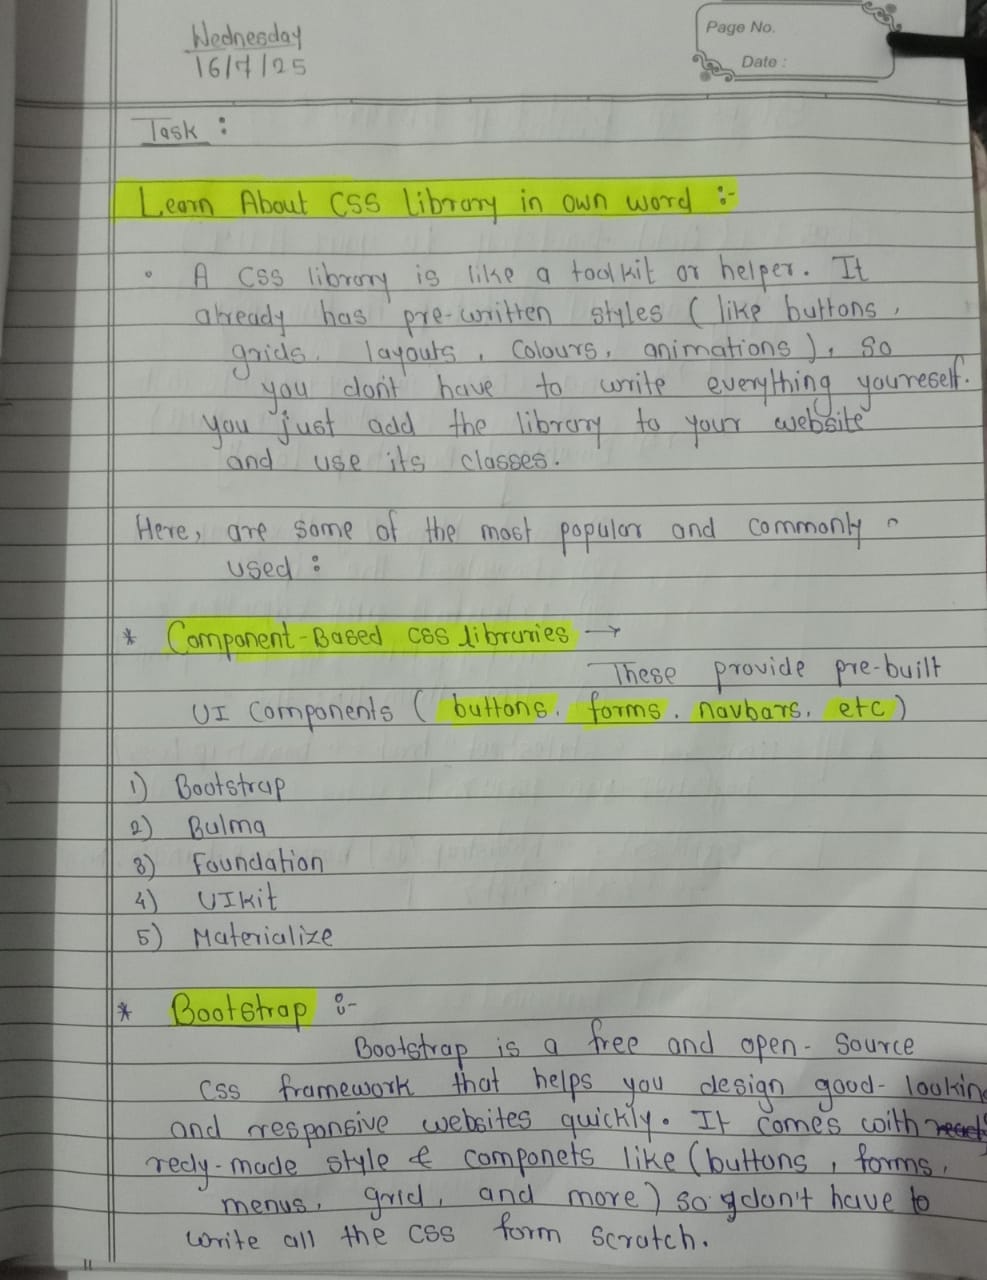 Wednesday
16/7/25
Page No.
Date :
Task :
Learn About CSS library in own word :-
• A CSS library is like a toolkit or helper. It
already has pre-written styles ( like buttons,
grids, layouts, Colours, animations ), so
you don't have to write everything youreself.
you just add the library to your website
and use its classes.
Here, are some of the most popular and commonly
used :
* Component-Based CSS libraries →
These provide pre-built
UI Components ( buttons, forms, navbars, etc )
1) Bootstrap
2) Bulma
3) Foundation
4) UIkit
5) Materialize
* Bootstrap :-
Bootstrap is a free and open-Source
CSS framework that helps you design good-lookin
and responsive websites quickly. It comes with
redy-made style & componets like (buttons, forms,
menus, grid, and more) so y don't have to
write all the CSS form scratch.